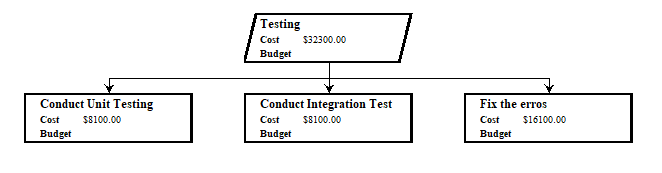 Testing
Cost $32300.00
Budget
Conduct Unit Testing
Cost $8100.00
Budget
Conduct Integration Test
Cost $8100.00
Budget
Fix the erros
Cost $16100.00
Budget